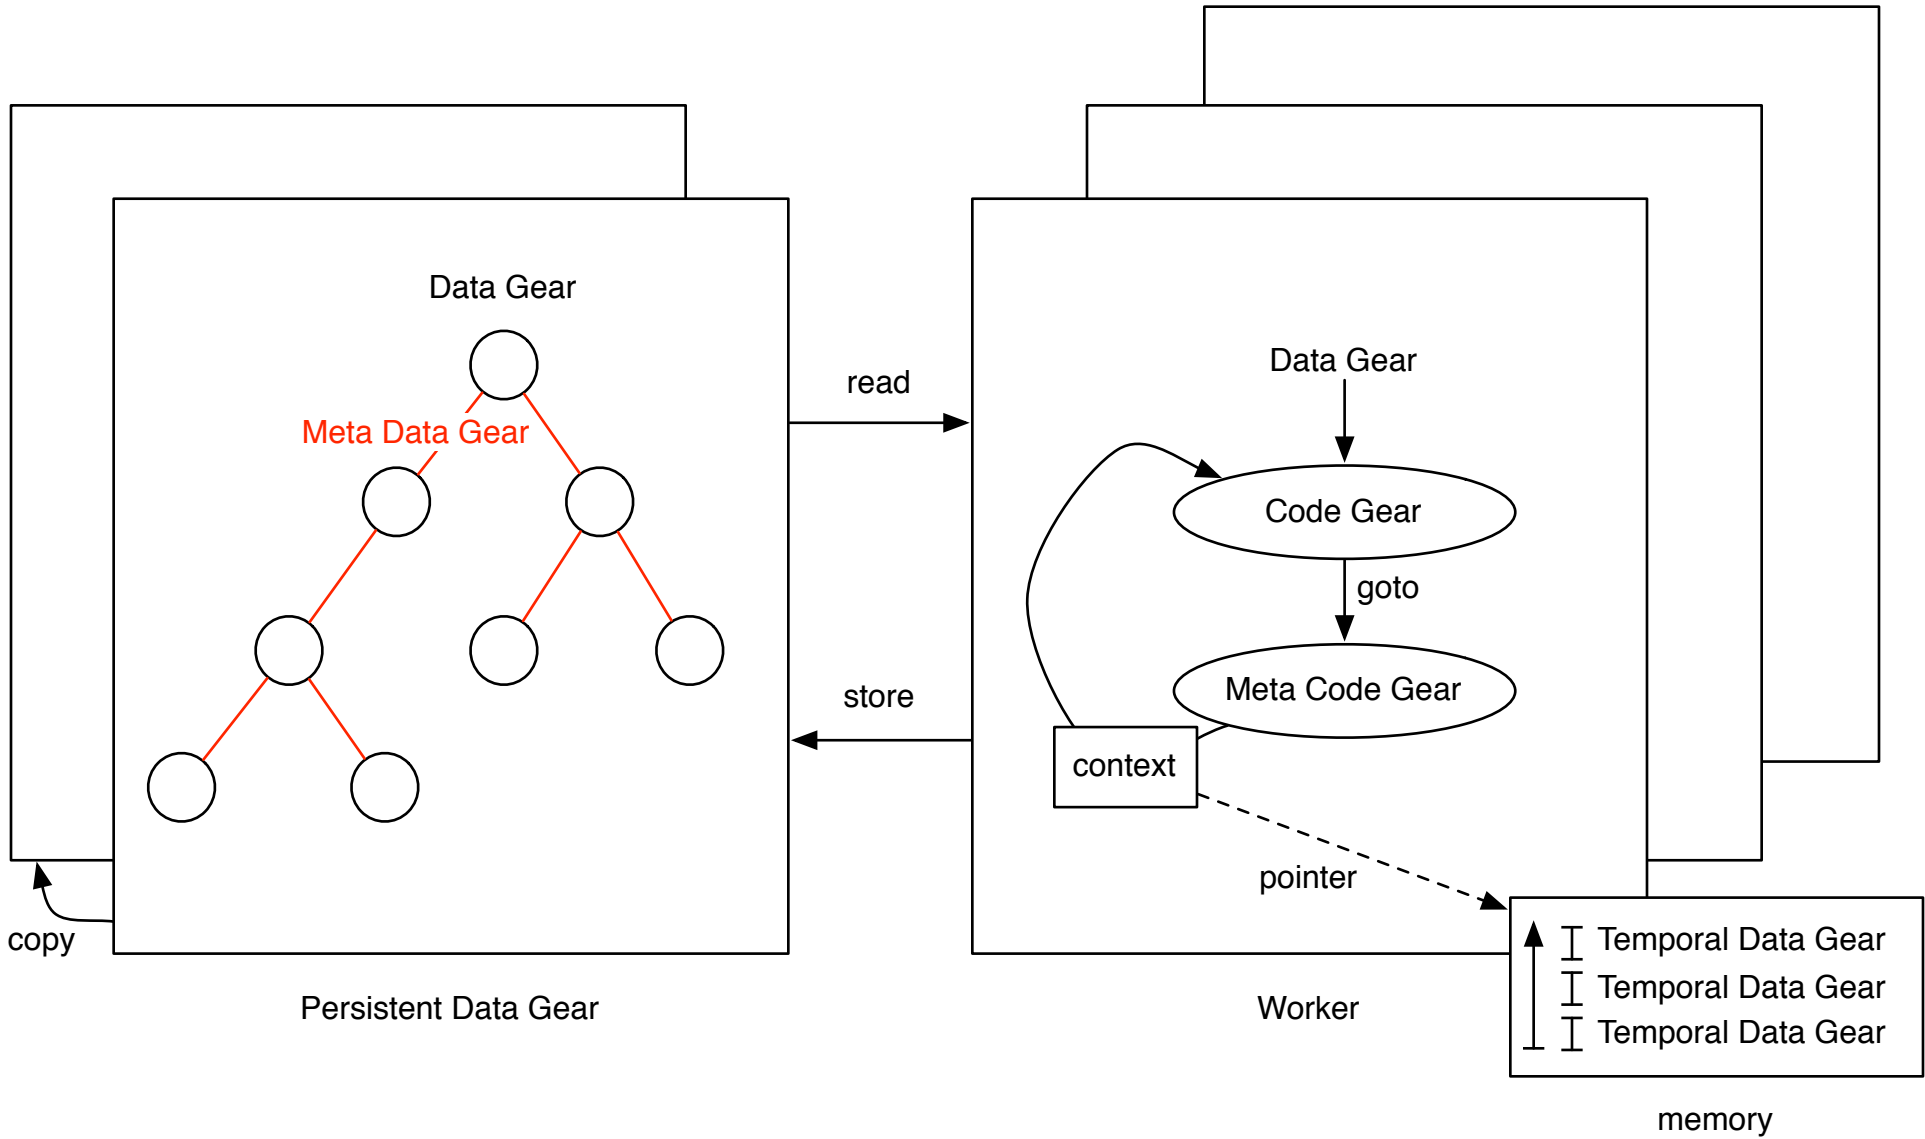 Data Gear
Meta Data Gear
copy
Persistent Data Gear
read
store
Data Gear
Code Gear
goto
Meta Code Gear
context
pointer
Worker
Temporal Data Gear
Temporal Data Gear
Temporal Data Gear
memory